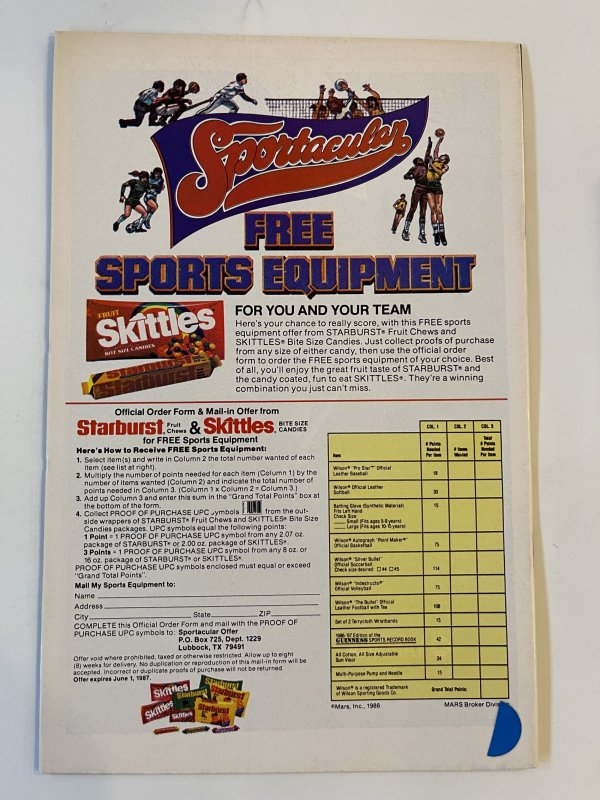 Sportacular
FREE
SPORTS EQUIPMENT
FRUIT
Skittles
BITE SIZE CANDIES
Starburst
FOR YOU AND YOUR TEAM
Here's your chance to really score, with this FREE sports
equipment offer from STARBURST® Fruit Chews and
SKITTLES® Bite Size Candies. Just collect proofs of purchase
from any size of either candy, then use the official order
form to order the FREE sports equipment of your choice. Best
of all, you'll enjoy the great fruit taste of STARBURST® and
the candy coated, fun to eat SKITTLES®. They're a winning
combination you just can't miss.
Official Order Form & Mail-in Offer from
Starburst® Fruit Chews & Skittles® BITE SIZE CANDIES
for FREE Sports Equipment
Here's How to Receive FREE Sports Equipment:
1. Select item(s) and write in Column 2 the total number wanted of each
item (see list at right).
2. Multiply the number of points needed for each item (Column 1) by the
number of items wanted (Column 2) and indicate the total number of
points needed in Column 3. (Column 1 x Column 2 = Column 3.)
3. Add up Column 3 and enter this sum in the "Grand Total Points" box at
the bottom of form.
4. Collect PROOF OF PURCHASE UPC symbols from the out-
side wrappers of STARBURST® Fruit Chews and SKITTLES® Bite Size
Candies packages. UPC symbols equal the following points:
1 Point = 1 PROOF OF PURCHASE symbol from any 2.07 oz.
package of STARBURST® or 2.00 oz. package of SKITTLES®.
3 Points = 1 PROOF OF PURCHASE symbol from any 8 oz. or
16 oz. package of STARBURST® or SKITTLES®.
PROOF OF PURCHASE UPC symbols enclosed must equal or exceed
"Grand Total Points".
Mail My Sports Equipment to:
Name
Address
City State ZIP
COMPLETE this Official Order Form and mail with the PROOF OF
PURCHASE UPC symbols to: Sportacular Offer
P.O. Box 725, Dept. 1229
Lubbock, TX 79491
Offer void where prohibited, taxed or otherwise restricted. Allow up to eight
(8) weeks for delivery. No duplication or reproduction of this mail-in form will be
accepted. Incorrect or duplicate proofs of purchase will not be returned.
Offer expires June 1, 1987.
Skittles
Starburst
Skittles
Starburst
COL. 1 COL. 2 COL. 3
Item # Points Needed Per Item # Items Wanted Total # Points Needed Per Item
Wilson® "Pro Star™" Official
Leather Baseball 18
Wilson® Official Leather
Softball 30
Batting Glove (Synthetic Material) 15
Fits Left Hand
Check Size:
Small (Fits ages 5-9 years)
Large (Fits ages 10-15 years)
Wilson® Autograph "Point Maker®"
Official Basketball 75
Wilson® "Silver Bullet"
Official Soccerball
Check size desired: □#4 □#5 114
Wilson® "Indestructo®"
Official Volleyball 75
Wilson® "The Bullet" Official
Leather Football with Tee 108
Set of 2 Terrycloth Wristbands 15
1986-'87 Edition of the
GUINNESS SPORTS RECORD BOOK 42
All Cotton, All Size Adjustable
Sun Visor 24
Multi-Purpose Pump and Needle 15
Wilson® is a registered Trademark
of Wilson Sporting Goods Co. Grand Total Points:
©Mars, Inc., 1986 MARS Broker Divis